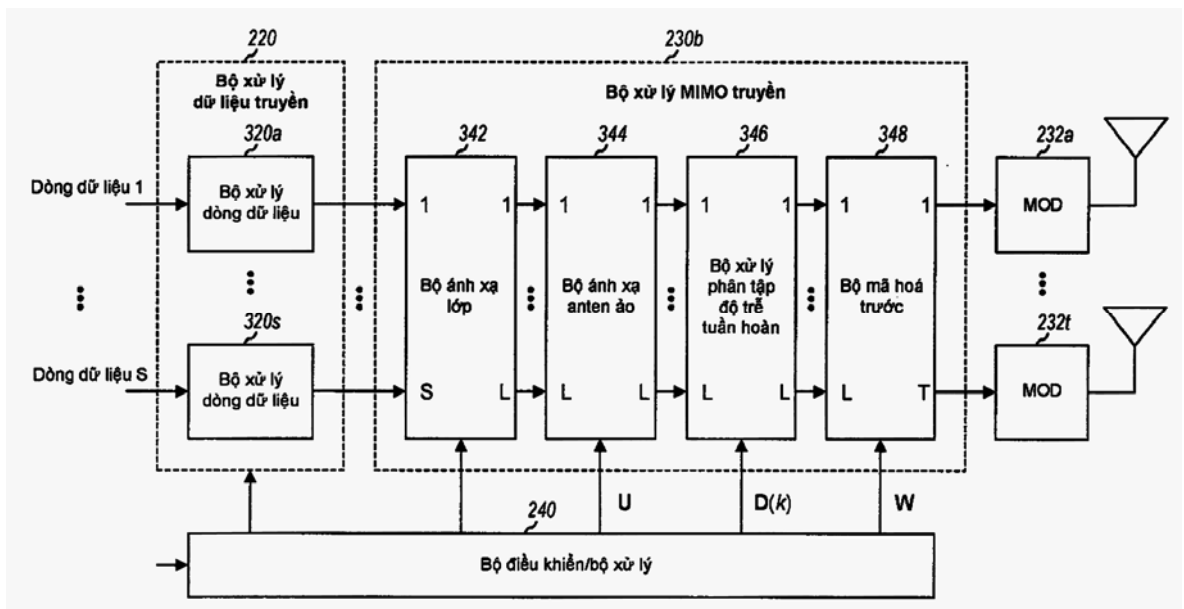 220
230b
Bộ xử lý
dữ liệu truyền
Bộ xử lý MIMO truyền
320a
342
344
346
348
232a
Dòng dữ liệu 1
Bộ xử lý
dòng dữ liệu
1
1
1
1
1
1
1
1
MOD
Bộ ánh xạ
lớp
Bộ ánh xạ
anten ảo
Bộ xử lý
phân tập
độ trễ
tuần hoàn
Bộ mã hoá
trước
320s
232t
Dòng dữ liệu S
Bộ xử lý
dòng dữ liệu
S
L
L
L
L
L
L
T
MOD
U
D(k)
W
240
Bộ điều khiển/bộ xử lý